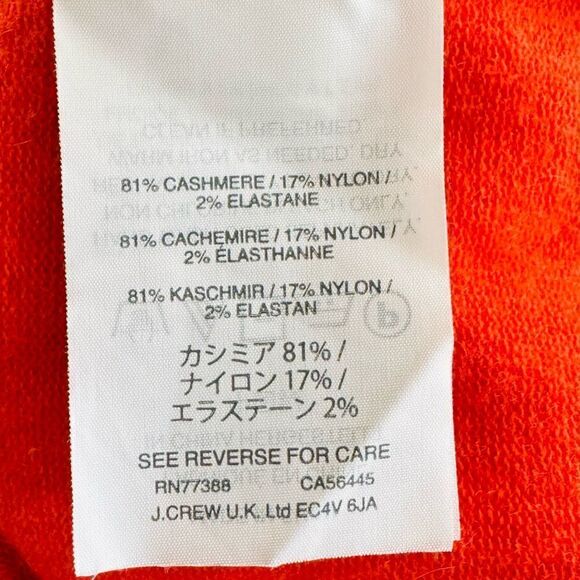 81% CASHMERE / 17% NYLON /
2% ELASTANE
81% CACHEMIRE / 17% NYLON /
2% ÉLASTHANNE
81% KASCHMIR / 17% NYLON /
2% ELASTAN
カシミア 81% /
ナイロン 17% /
エラステーン 2%
SEE REVERSE FOR CARE
RN77388 CA56445
J.CREW U.K. Ltd EC4V 6JA